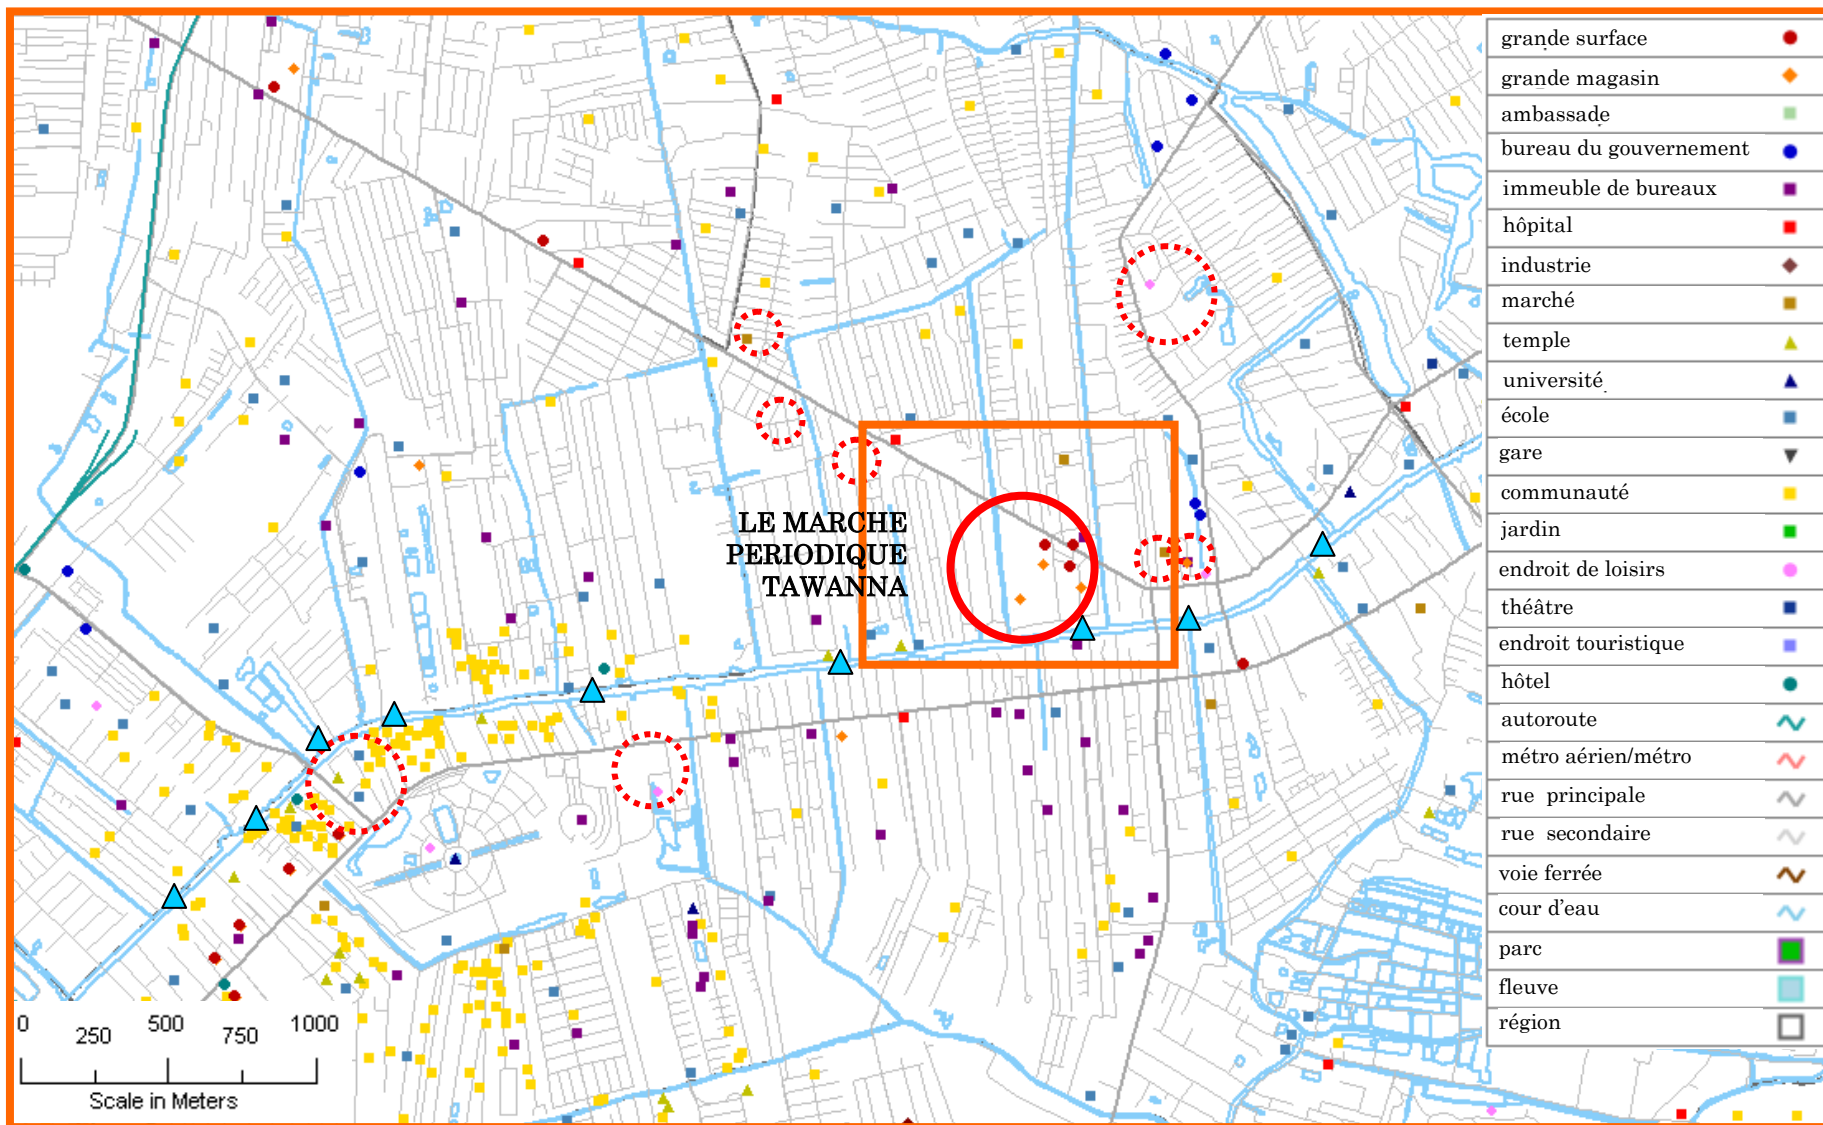 LE MARCHE
PERIODIQUE
TAWANNA
grande surface
grande magasin
ambassade
bureau du gouvernement
immeuble de bureaux
hôpital
industrie
marché
temple
université
école
gare
communauté
jardin
endroit de loisirs
théâtre
endroit touristique
hôtel
autoroute
métro aérien/métro
rue principale
rue secondaire
voie ferrée
cour d'eau
parc
fleuve
région
0 250 500 750 1000
Scale in Meters